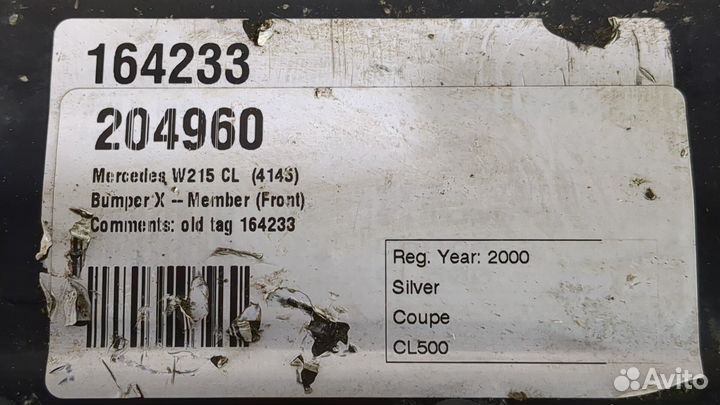 164233
204960
Mercedes W215 CL (4143)
Bumper X -- Member (Front)
Comments: old tag 164233
Reg. Year: 2000
Silver
Coupe
CL500
Avito